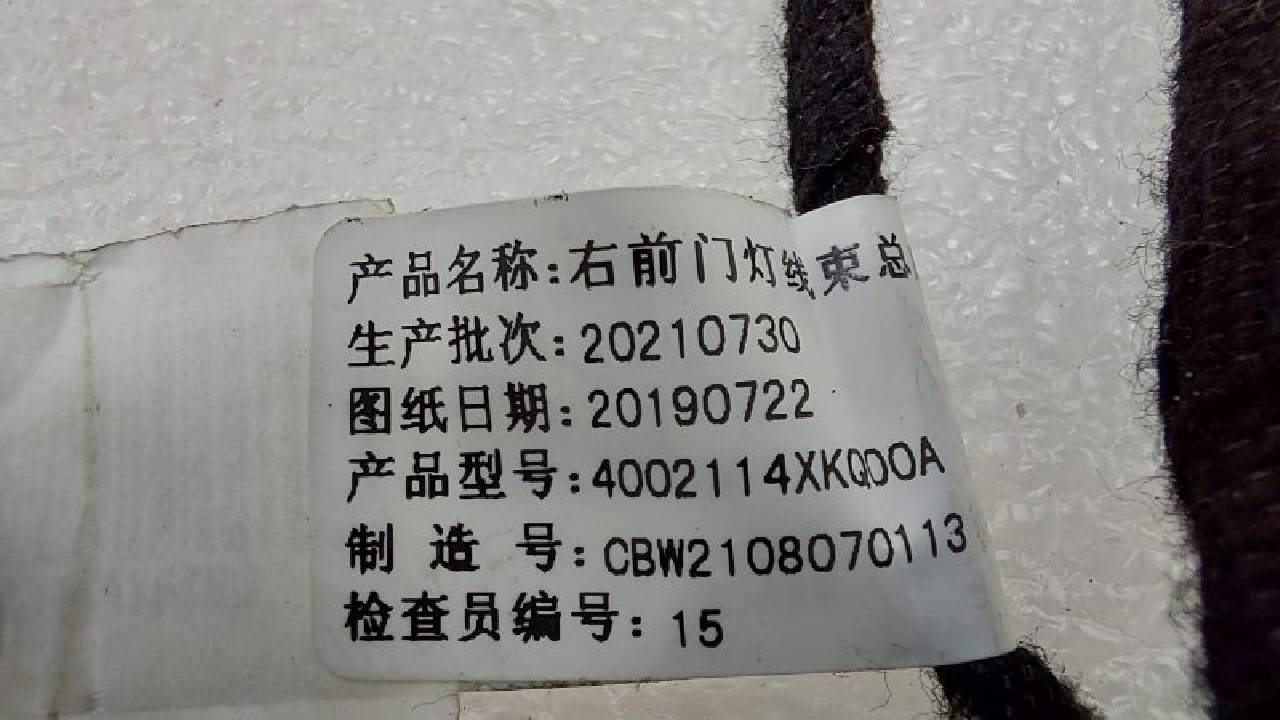 产品名称:右前门灯线束总
生产批次:20210730
图纸日期:20190722
产品型号:4002114XKQ00A
制 造 号:CBW2108070113
检查员编号:15